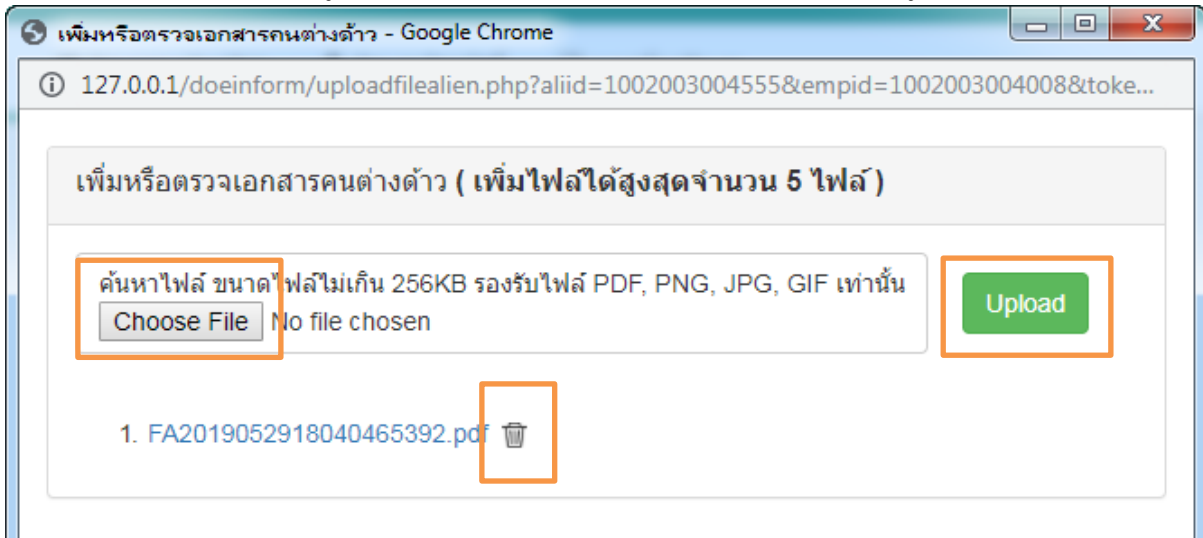 เพิ่มหรือตรวจเอกสารคนต่างด้าว - Google Chrome
127.0.0.1/doeinform/uploadfilealien.php?aliid=1002003004555&empid=1002003004008&toke...
เพิ่มหรือตรวจเอกสารคนต่างด้าว ( เพิ่มไฟล์ได้สูงสุดจำนวน 5 ไฟล์ )
ค้นหาไฟล์ ขนาดไฟล์ไม่เกิน 256KB รองรับไฟล์ PDF, PNG, JPG, GIF เท่านั้น
Choose File No file chosen
Upload
1. FA2019052918040465392.pdf